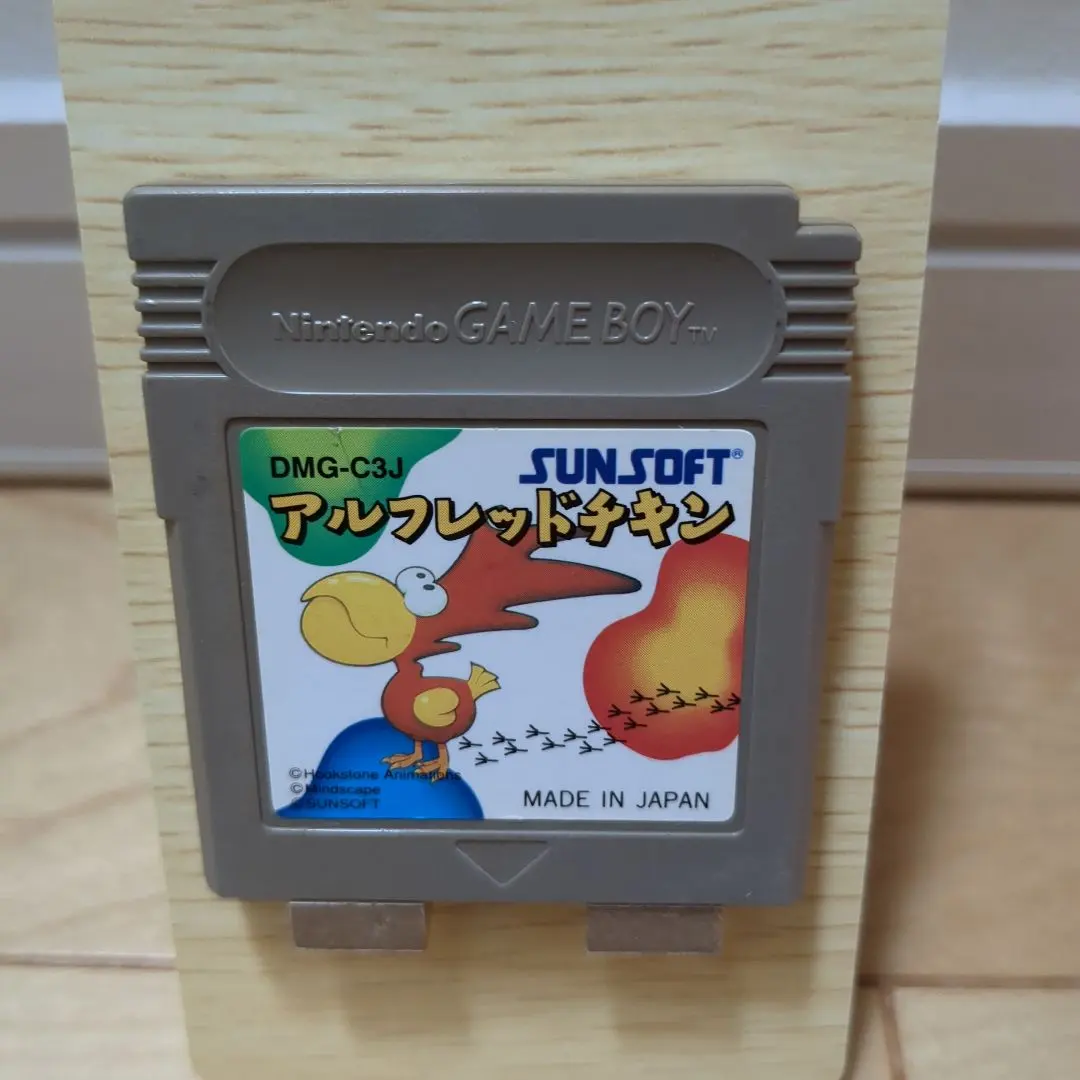 Nintendo GAME BOY TM
DMG-C3J
SUNSOFT®
アルフレッドチキン
©Hookstone Animations
©Mindscape
©SUNSOFT
MADE IN JAPAN